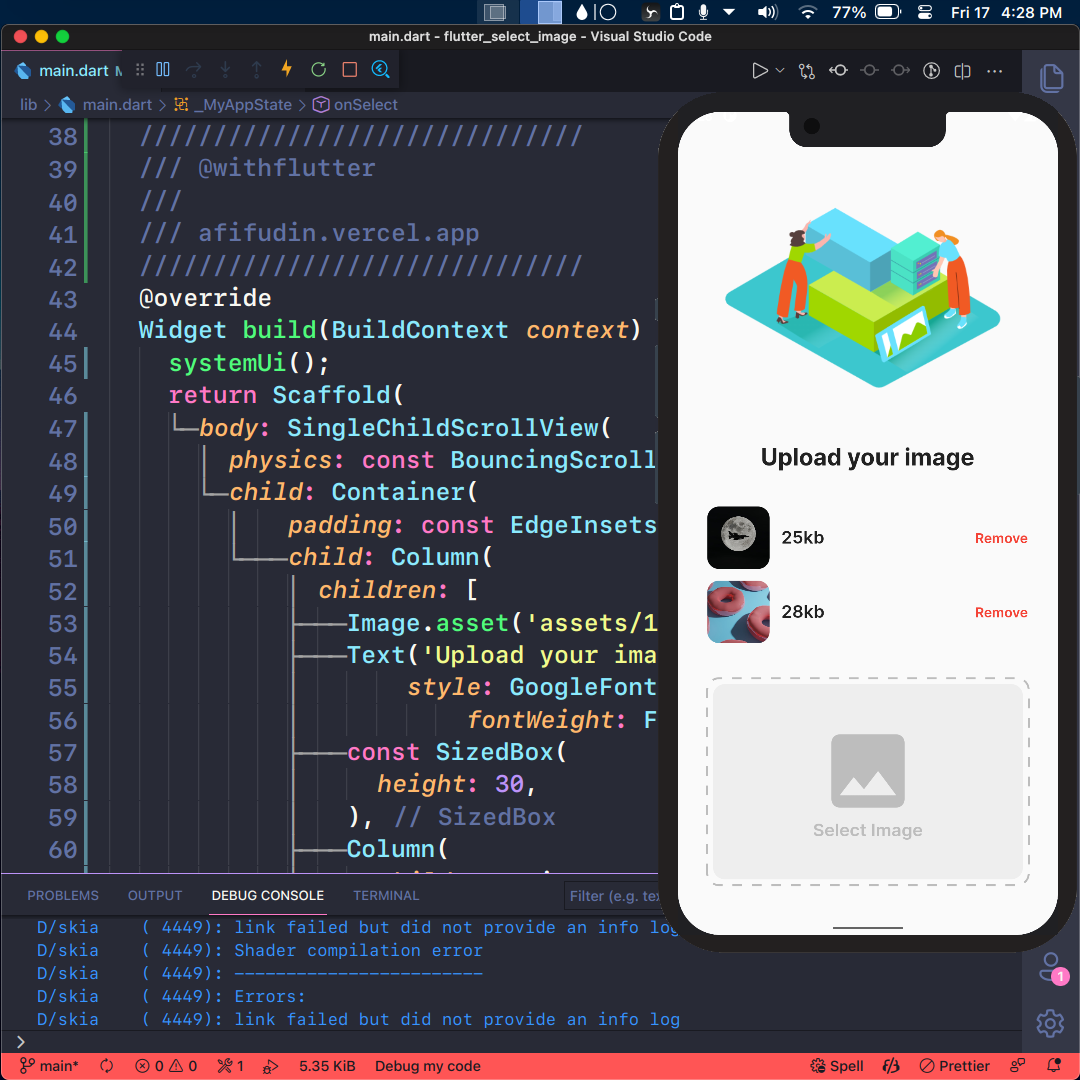 77% Fri 17 4:28 PM
main.dart - flutter_select_image - Visual Studio Code
main.dart M
lib > main.dart > _MyAppState > onSelect
38 //////////////////////////////
39 /// @withflutter
40 ///
41 /// afifudin.vercel.app
42 //////////////////////////////
43 @override
44 Widget build(BuildContext context)
45 systemUi();
46 return Scaffold(
47 body: SingleChildScrollView(
48 physics: const BouncingScroll
49 child: Container(
50 padding: const EdgeInsets
51 child: Column(
52 children: [
53 Image.asset('assets/1
54 Text('Upload your ima
55 style: GoogleFont
56 fontWeight: F
57 const SizedBox(
58 height: 30,
59 ), // SizedBox
60 Column(
Upload your image
25kb Remove
28kb Remove
Select Image
PROBLEMS OUTPUT DEBUG CONSOLE TERMINAL Filter (e.g. tex
D/skia ( 4449): link failed but did not provide an info log
D/skia ( 4449): Shader compilation error
D/skia ( 4449): ------------------------
D/skia ( 4449): Errors:
D/skia ( 4449): link failed but did not provide an info log
>
1
main* 0 0 1 5.35 KiB Debug my code Spell Prettier